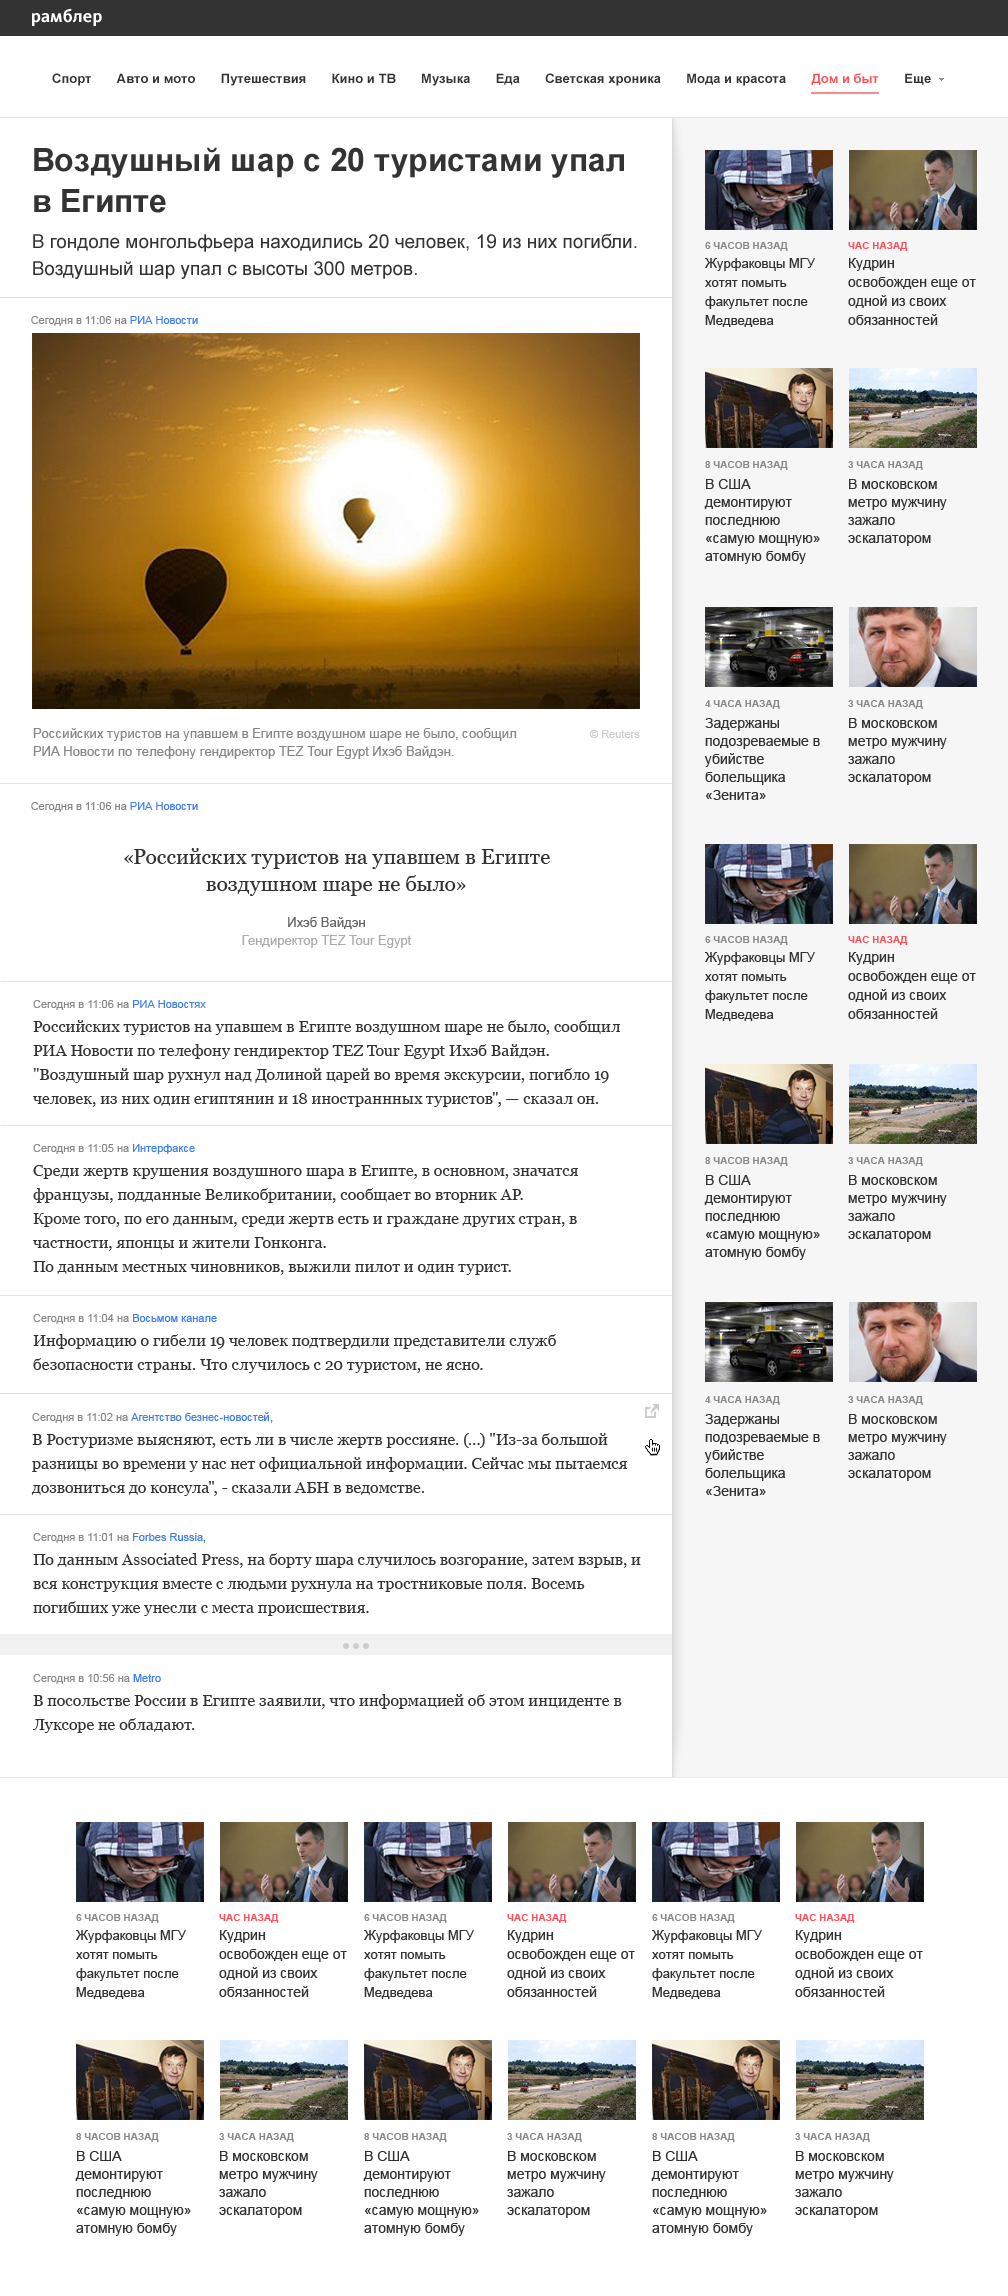 рамблер
Спорт Авто и мото Путешествия Кино и ТВ Музыка Еда Светская хроника Мода и красота Дом и быт Еще
Воздушный шар с 20 туристами упал
в Египте
В гондоле монгольфьера находились 20 человек, 19 из них погибли.
Воздушный шар упал с высоты 300 метров.
Сегодня в 11:06 на РИА Новости
Российских туристов на упавшем в Египте воздушном шаре не было, сообщил
РИА Новости по телефону гендиректор TEZ Tour Egypt Ихэб Вайдэн.
© Reuters
Сегодня в 11:06 на РИА Новости
«Российских туристов на упавшем в Египте
воздушном шаре не было»
Ихэб Вайдэн
Гендиректор TEZ Tour Egypt
Сегодня в 11:06 на РИА Новостях
Российских туристов на упавшем в Египте воздушном шаре не было, сообщил
РИА Новости по телефону гендиректор TEZ Tour Egypt Ихэб Вайдэн.
"Воздушный шар рухнул над Долиной царей во время экскурсии, погибло 19
человек, из них один египтянин и 18 иностраннных туристов", — сказал он.
Сегодня в 11:05 на Интерфаксе
Среди жертв крушения воздушного шара в Египте, в основном, значатся
французы, подданные Великобритании, сообщает во вторник AP.
Кроме того, по его данным, среди жертв есть и граждане других стран, в
частности, японцы и жители Гонконга.
По данным местных чиновников, выжили пилот и один турист.
Сегодня в 11:04 на Восьмом канале
Информацию о гибели 19 человек подтвердили представители служб
безопасности страны. Что случилось с 20 туристом, не ясно.
Сегодня в 11:02 на Агентство бизнес-новостей,
В Ростуризме выясняют, есть ли в числе жертв россияне. (...) "Из-за большой
разницы во времени у нас нет официальной информации. Сейчас мы пытаемся
дозвониться до консула", - сказали АБН в ведомстве.
Сегодня в 11:01 на Forbes Russia,
По данным Associated Press, на борту шара случилось возгорание, затем взрыв, и
вся конструкция вместе с людьми рухнула на тростниковые поля. Восемь
погибших уже унесли с места происшествия.
Сегодня в 10:56 на Metro
В посольстве России в Египте заявили, что информацией об этом инциденте в
Луксоре не обладают.
6 ЧАСОВ НАЗАД
Журфаковцы МГУ
хотят помыть
факультет после
Медведева
ЧАС НАЗАД
Кудрин
освобожден еще от
одной из своих
обязанностей
8 ЧАСОВ НАЗАД
В США
демонтируют
последнюю
«самую мощную»
атомную бомбу
3 ЧАСА НАЗАД
В московском
метро мужчину
зажало
эскалатором
4 ЧАСА НАЗАД
Задержаны
подозреваемые в
убийстве
болельщика
«Зенита»
3 ЧАСА НАЗАД
В московском
метро мужчину
зажало
эскалатором
6 ЧАСОВ НАЗАД
Журфаковцы МГУ
хотят помыть
факультет после
Медведева
ЧАС НАЗАД
Кудрин
освобожден еще от
одной из своих
обязанностей
8 ЧАСОВ НАЗАД
В США
демонтируют
последнюю
«самую мощную»
атомную бомбу
3 ЧАСА НАЗАД
В московском
метро мужчину
зажало
эскалатором
4 ЧАСА НАЗАД
Задержаны
подозреваемые в
убийстве
болельщика
«Зенита»
3 ЧАСА НАЗАД
В московском
метро мужчину
зажало
эскалатором
6 ЧАСОВ НАЗАД
Журфаковцы МГУ
хотят помыть
факультет после
Медведева
ЧАС НАЗАД
Кудрин
освобожден еще от
одной из своих
обязанностей
6 ЧАСОВ НАЗАД
Журфаковцы МГУ
хотят помыть
факультет после
Медведева
ЧАС НАЗАД
Кудрин
освобожден еще от
одной из своих
обязанностей
6 ЧАСОВ НАЗАД
Журфаковцы МГУ
хотят помыть
факультет после
Медведева
ЧАС НАЗАД
Кудрин
освобожден еще от
одной из своих
обязанностей
8 ЧАСОВ НАЗАД
В США
демонтируют
последнюю
«самую мощную»
атомную бомбу
3 ЧАСА НАЗАД
В московском
метро мужчину
зажало
эскалатором
8 ЧАСОВ НАЗАД
В США
демонтируют
последнюю
«самую мощную»
атомную бомбу
3 ЧАСА НАЗАД
В московском
метро мужчину
зажало
эскалатором
8 ЧАСОВ НАЗАД
В США
демонтируют
последнюю
«самую мощную»
атомную бомбу
3 ЧАСА НАЗАД
В московском
метро мужчину
зажало
эскалатором